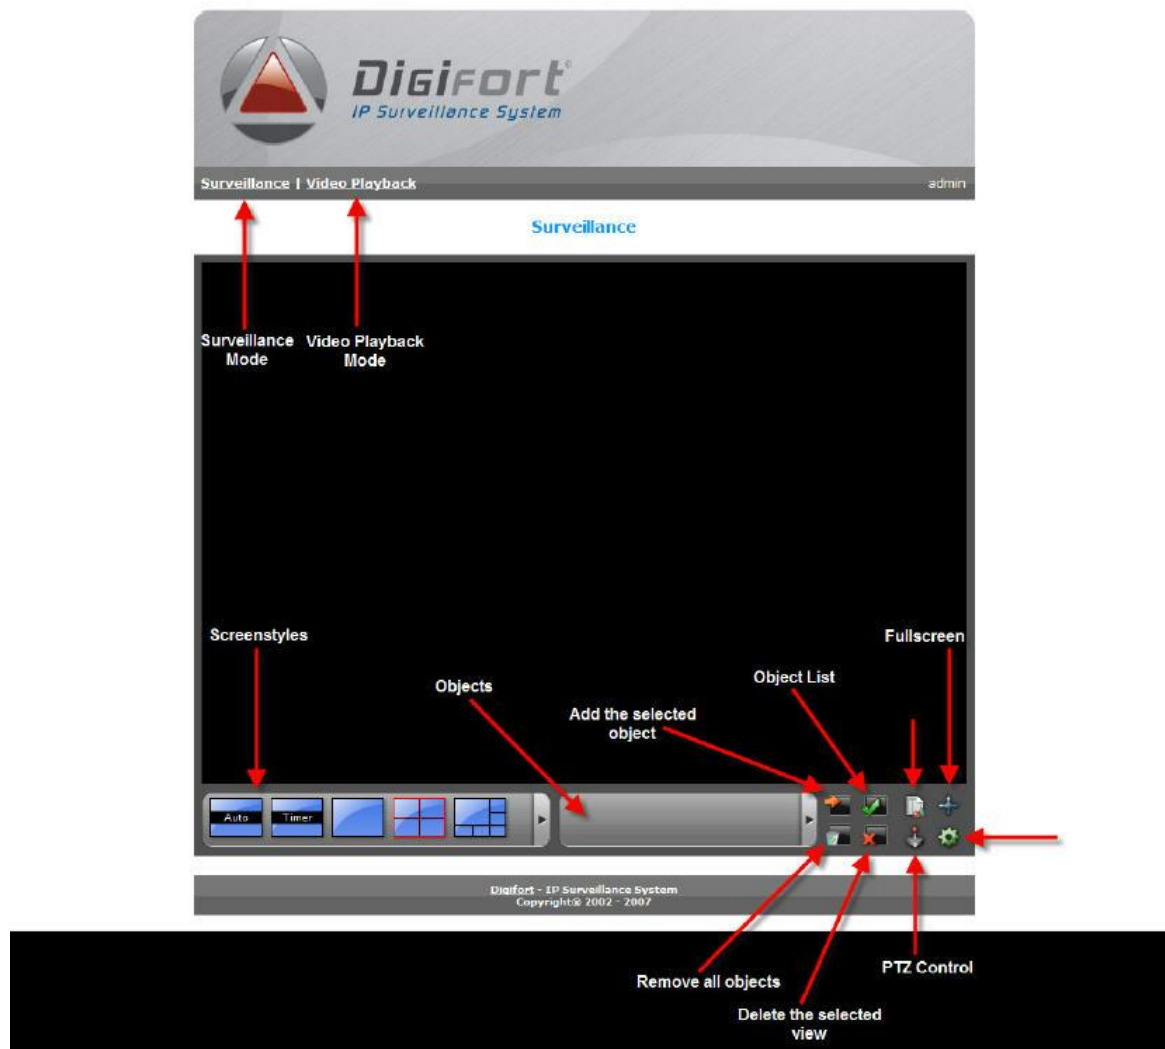 Digifort®
IP Surveillance System
Surveillance | Video Playback
admin
Surveillance
Surveillance
Mode
Video Playback
Mode
Screenstyles
Fullscreen
Objects
Object List
Add the selected
object
Auto
Timer
Digifort - IP Surveillance System
Copyright© 2002 - 2007
PTZ Control
Remove all objects
Delete the selected
view